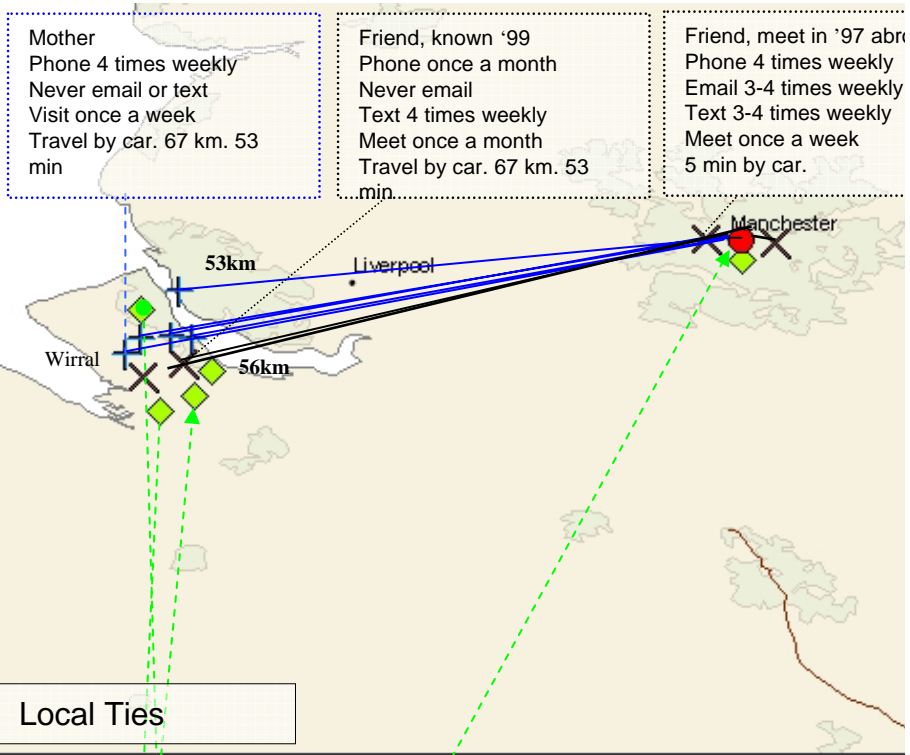 Mother
Phone 4 times weekly
Never email or text
Visit once a week
Travel by car. 67 km. 53
min
Friend, known ‘99
Phone once a month
Never email
Text 4 times weekly
Meet once a month
Travel by car. 67 km. 53
min
Friend, meet in ’97 abro
Phone 4 times weekly
Email 3-4 times weekly
Text 3-4 times weekly
Meet once a week
5 min by car.
Manchester
53km
Liverpool
Wirral
56km
Local Ties